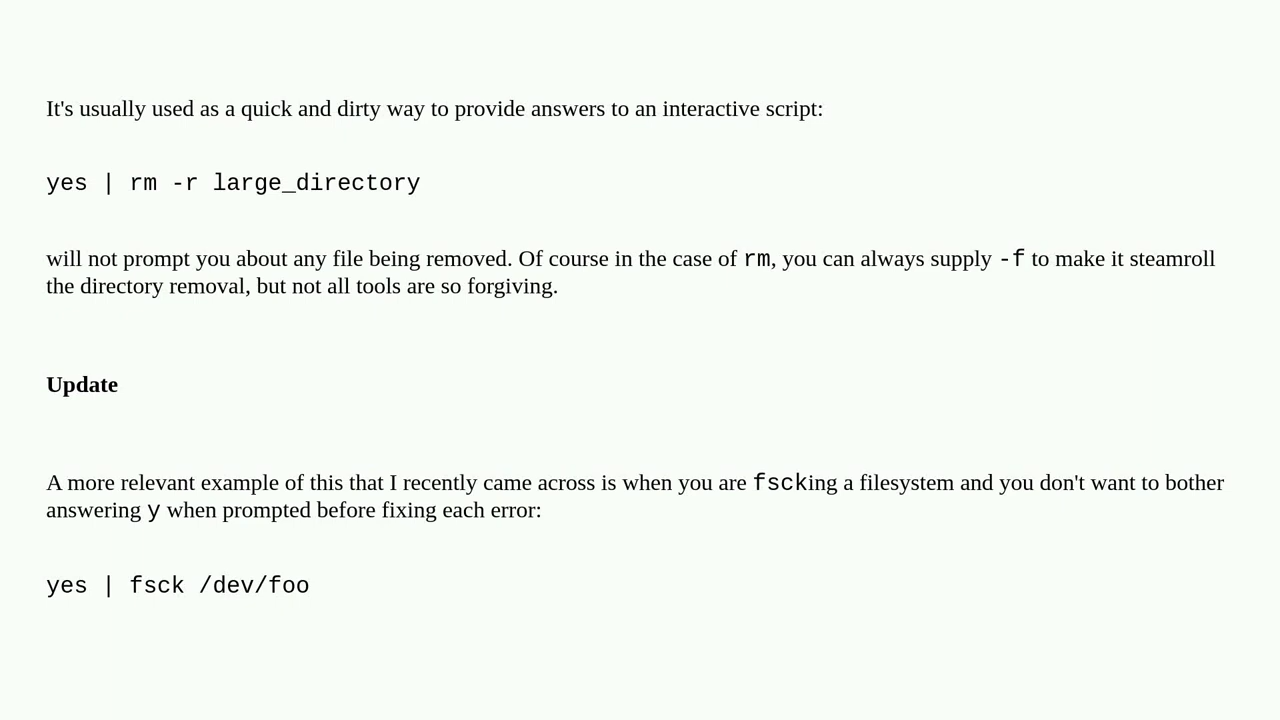 It's usually used as a quick and dirty way to provide answers to an interactive script:
yes | rm -r large_directory
will not prompt you about any file being removed. Of course in the case of rm, you can always supply -f to make it steamroll
the directory removal, but not all tools are so forgiving.
Update
A more relevant example of this that I recently came across is when you are fscking a filesystem and you don't want to bother
answering y when prompted before fixing each error:
yes | fsck /dev/foo